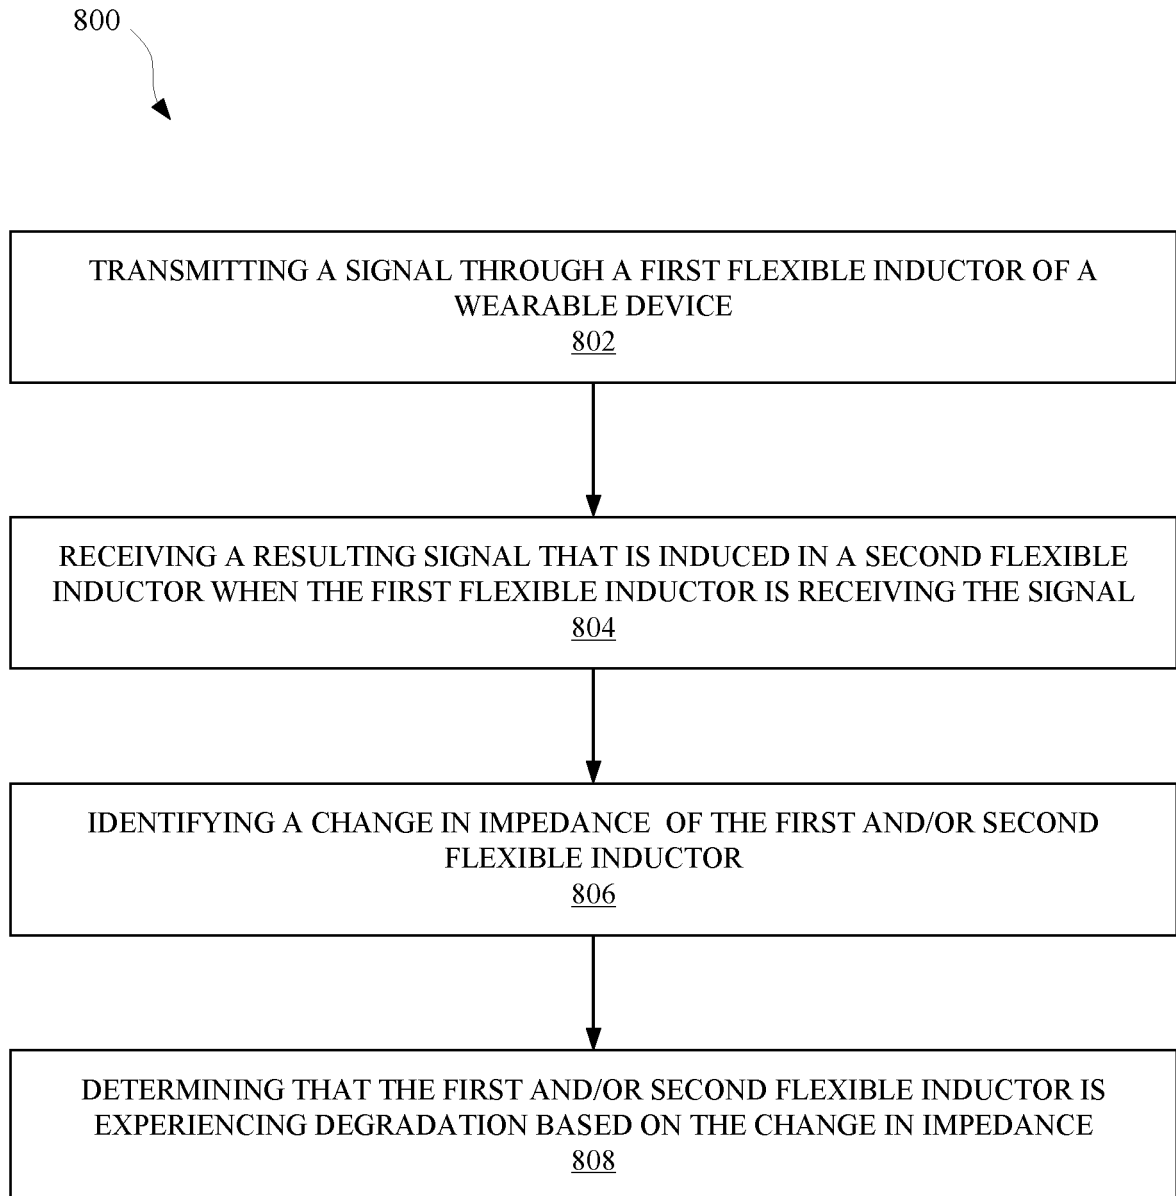 800
TRANSMITTING A SIGNAL THROUGH A FIRST FLEXIBLE INDUCTOR OF A
WEARABLE DEVICE
802
RECEIVING A RESULTING SIGNAL THAT IS INDUCED IN A SECOND FLEXIBLE
INDUCTOR WHEN THE FIRST FLEXIBLE INDUCTOR IS RECEIVING THE SIGNAL
804
IDENTIFYING A CHANGE IN IMPEDANCE OF THE FIRST AND/OR SECOND
FLEXIBLE INDUCTOR
806
DETERMINING THAT THE FIRST AND/OR SECOND FLEXIBLE INDUCTOR IS
EXPERIENCING DEGRADATION BASED ON THE CHANGE IN IMPEDANCE
808